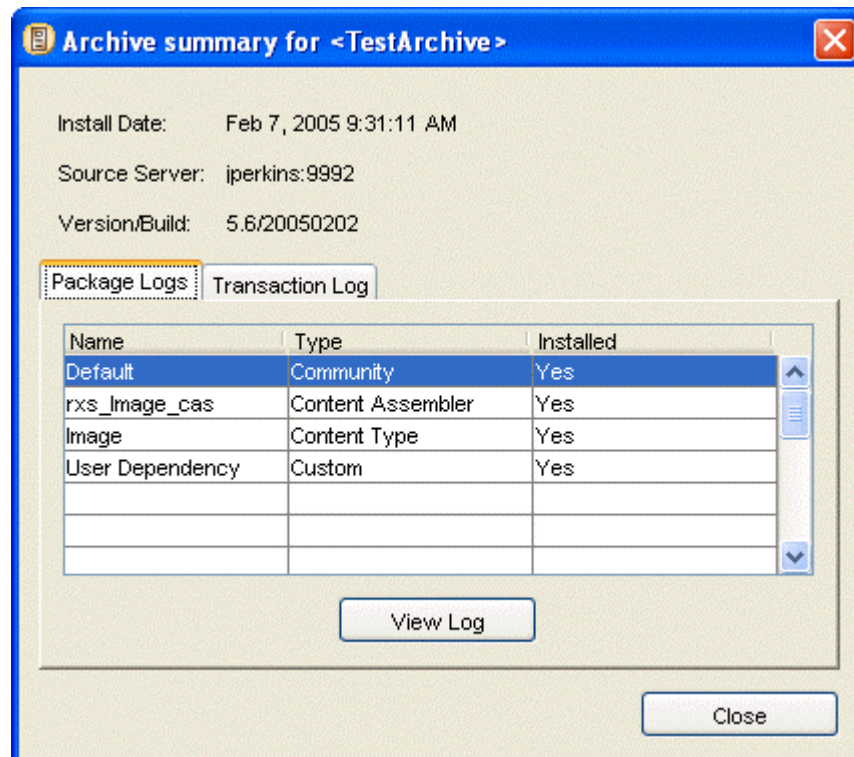 Archive summary for <TestArchive>
Install Date: Feb 7, 2005 9:31:11 AM
Source Server: jperkins:9992
Version/Build: 5.6/20050202
Package Logs Transaction Log
Name Type Installed
Default Community Yes
rxs_Image_cas Content Assembler Yes
Image Content Type Yes
User Dependency Custom Yes
View Log
Close